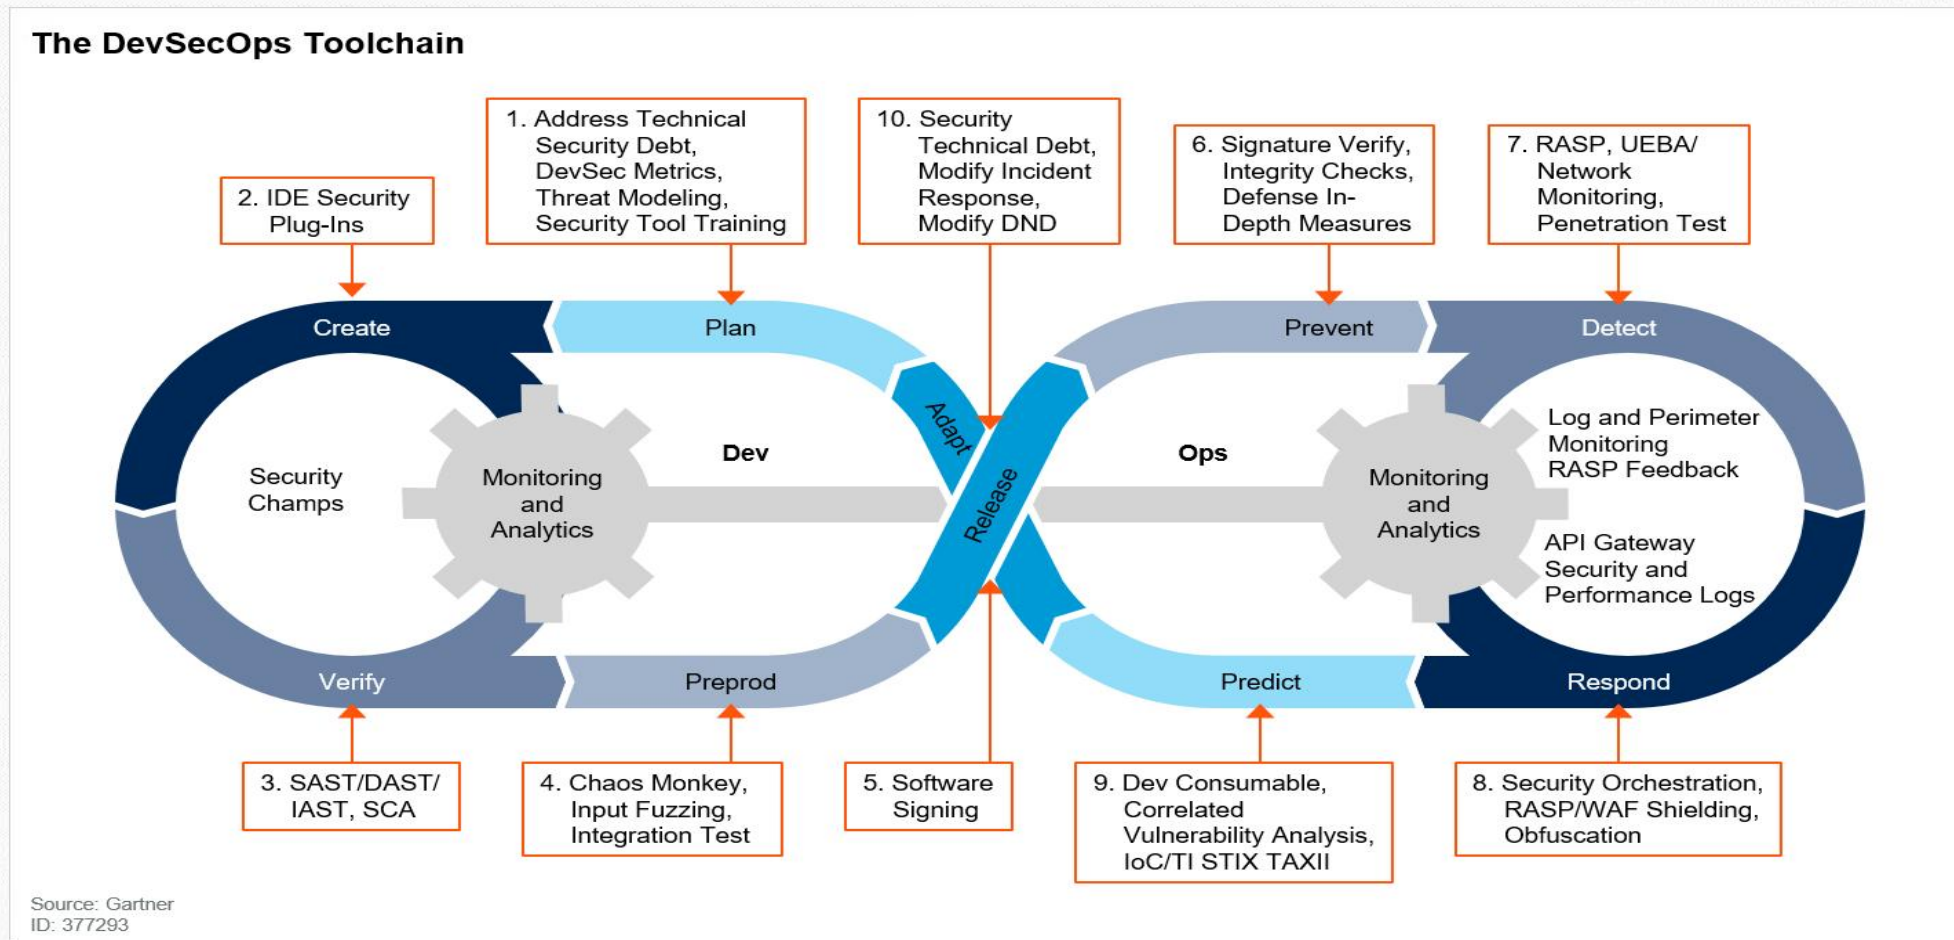 The DevSecOps Toolchain
1. Address Technical
Security Debt,
DevSec Metrics,
Threat Modeling,
Security Tool Training
10. Security
Technical Debt,
Modify Incident
Response,
Modify DND
6. Signature Verify,
Integrity Checks,
Defense In-
Depth Measures
7. RASP, UEBA/
Network
Monitoring,
Penetration Test
2. IDE Security
Plug-Ins
Create
Plan
Prevent
Detect
Adapt
Release
Dev
Ops
Security
Champs
Monitoring
and
Analytics
Monitoring
and
Analytics
Log and Perimeter
Monitoring
RASP Feedback
API Gateway
Security and
Performance Logs
Verify
Preprod
Predict
Respond
3. SAST/DAST/
IAST, SCA
4. Chaos Monkey,
Input Fuzzing,
Integration Test
5. Software
Signing
9. Dev Consumable,
Correlated
Vulnerability Analysis,
IoC/TI STIX TAXII
8. Security Orchestration,
RASP/WAF Shielding,
Obfuscation
Source: Gartner
ID: 377293